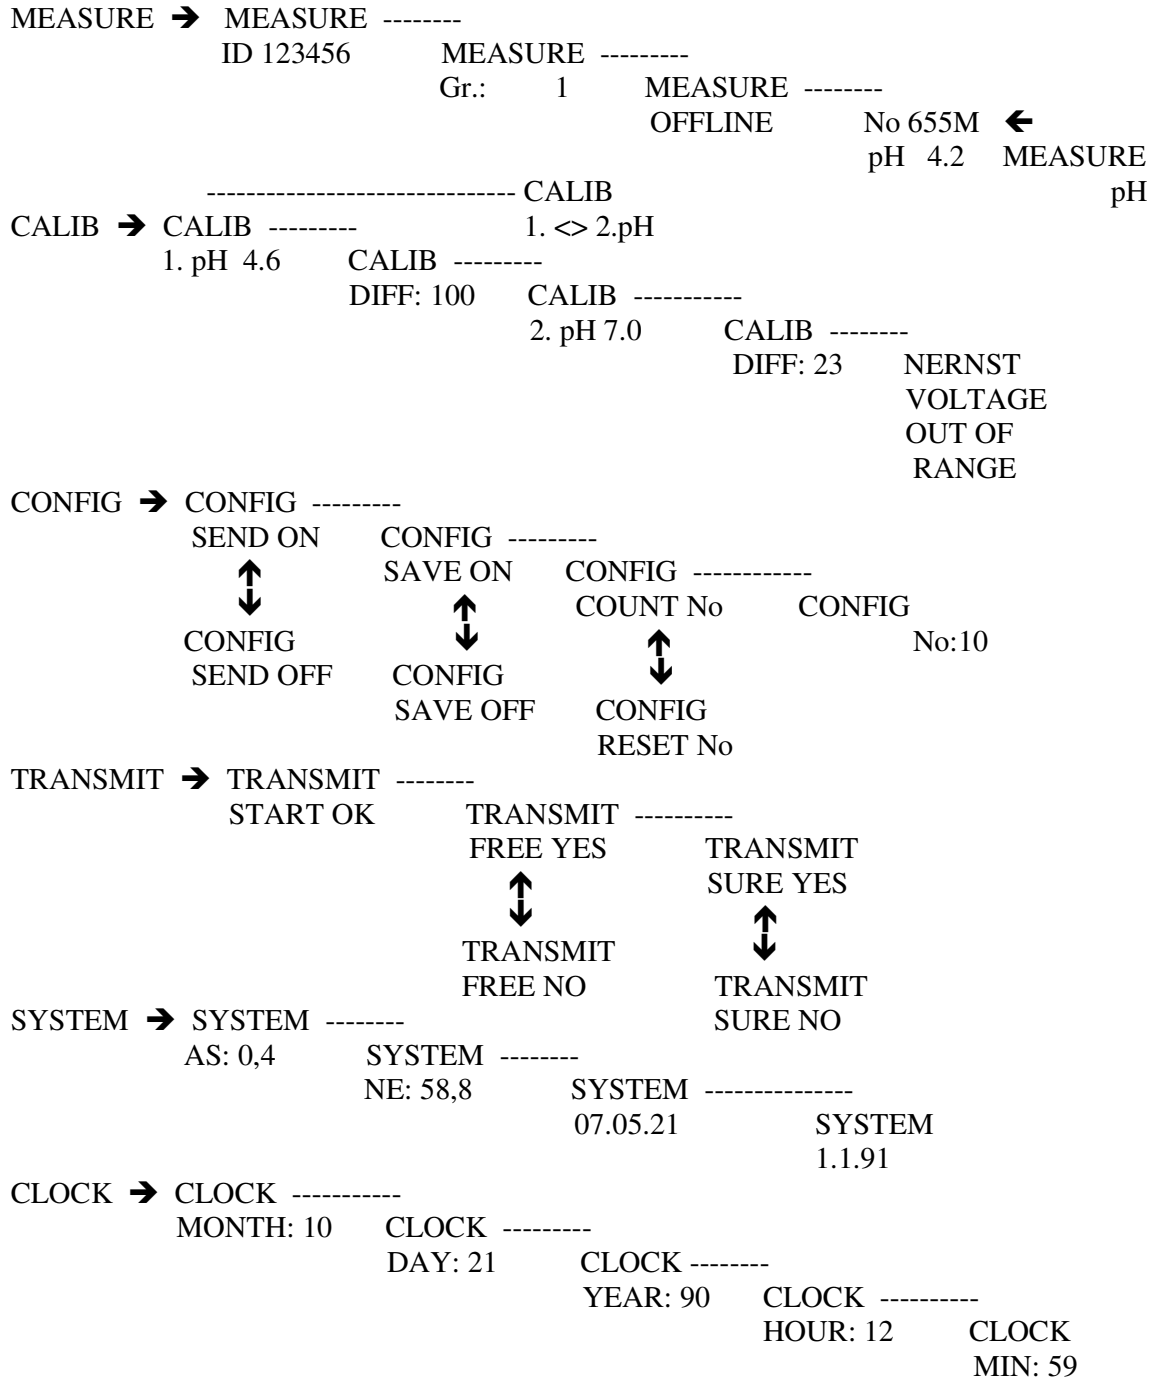 MEASURE ➔ MEASURE --------
ID 123456 MEASURE ---------
Gr.: 1 MEASURE --------
OFFLINE No 655M 🡸
pH 4.2 MEASURE
------------------------------- CALIB pH
CALIB ➔ CALIB --------- 1. <> 2.pH
1. pH 4.6 CALIB ---------
DIFF: 100 CALIB -----------
2. pH 7.0 CALIB --------
DIFF: 23 NERNST
VOLTAGE
OUT OF
RANGE
CONFIG ➔ CONFIG ---------
SEND ON CONFIG ---------
SAVE ON CONFIG ------------
COUNT No CONFIG
CONFIG No:10
SEND OFF CONFIG
SAVE OFF CONFIG
RESET No
TRANSMIT ➔ TRANSMIT --------
START OK TRANSMIT ----------
FREE YES TRANSMIT
SURE YES
TRANSMIT
FREE NO TRANSMIT
SYSTEM ➔ SYSTEM -------- SURE NO
AS: 0,4 SYSTEM --------
NE: 58,8 SYSTEM ---------------
07.05.21 SYSTEM
1.1.91
CLOCK ➔ CLOCK -----------
MONTH: 10 CLOCK ---------
DAY: 21 CLOCK --------
YEAR: 90 CLOCK ----------
HOUR: 12 CLOCK
MIN: 59